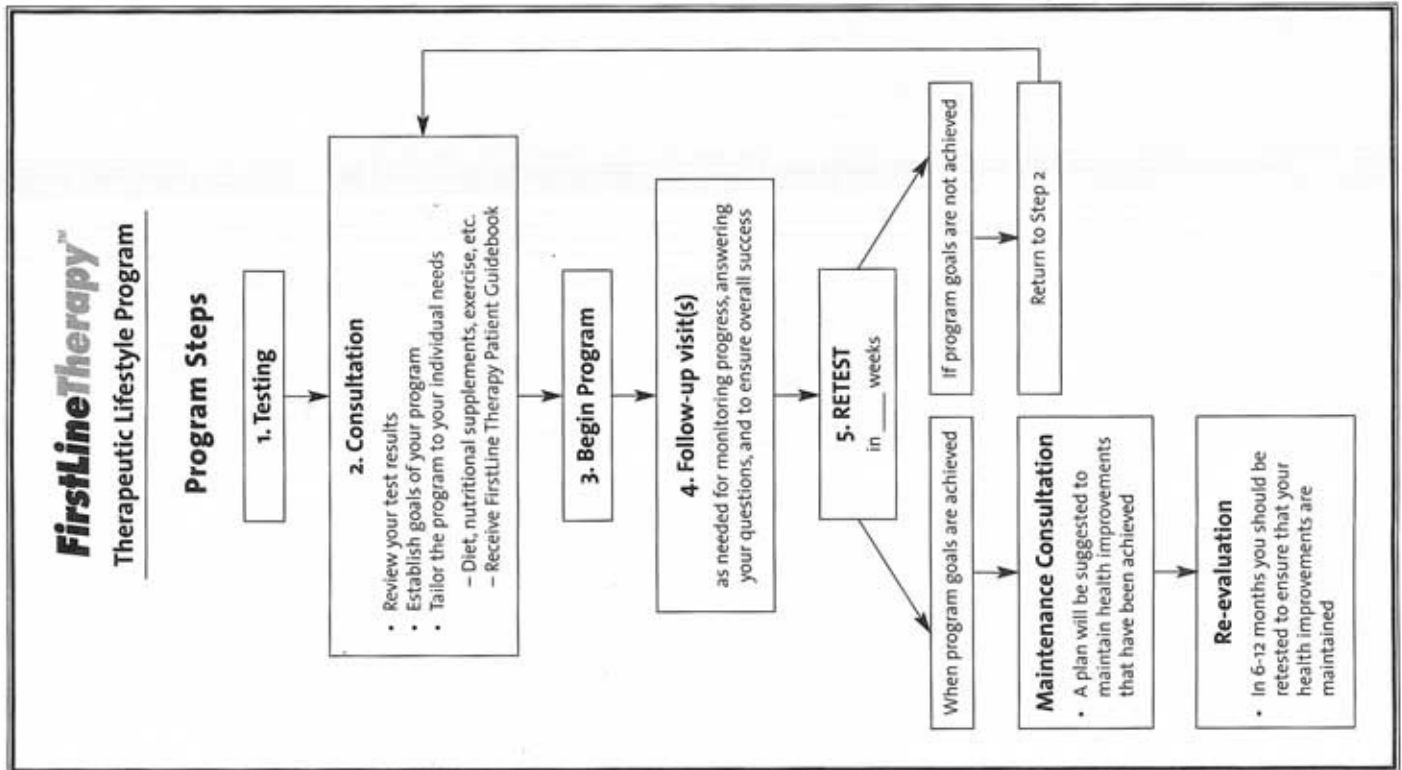 FirstLineTherapy™
Therapeutic Lifestyle Program
Program Steps
1. Testing
2. Consultation
• Review your test results
• Establish goals of your program
• Tailor the program to your individual needs
– Diet, nutritional supplements, exercise, etc.
– Receive FirstLine Therapy Patient Guidebook
3. Begin Program
4. Follow-up visit(s)
as needed for monitoring progress, answering
your questions, and to ensure overall success
5. RETEST
in ____ weeks
When program goals are achieved
Maintenance Consultation
• A plan will be suggested to
maintain health improvements
that have been achieved
Re-evaluation
• In 6-12 months you should be
retested to ensure that your
health improvements are
maintained
If program goals are not achieved
Return to Step 2